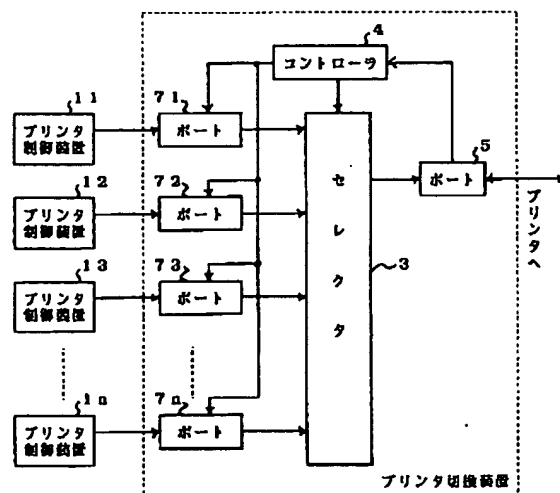 4
コントローラ
11
プリンタ
制御装置
71
ポート
5
ポート
プリンタへ
12
プリンタ
制御装置
72
ポート
セレクタ
3
13
プリンタ
制御装置
73
ポート
1n
プリンタ
制御装置
7n
ポート
プリンタ切換装置